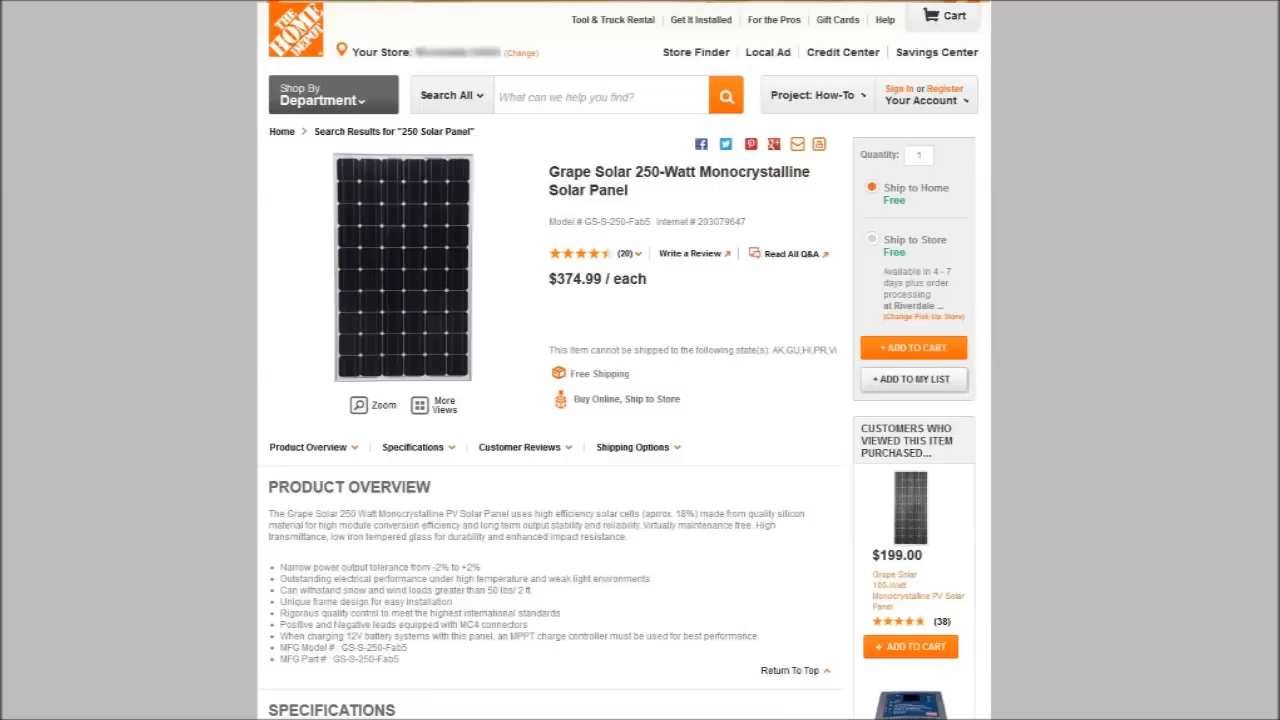 THE HOME DEPOT
Tool & Truck Rental | Get It Installed | For the Pros | Gift Cards | Help
Cart
Your Store: (Change)
Store Finder | Local Ad | Credit Center | Savings Center
Shop By
Department
Search All
What can we help you find?
Project: How-To
Sign In or Register
Your Account
Home > Search Results for "250 Solar Panel"
Grape Solar 250-Watt Monocrystalline
Solar Panel
Model # GS-S-250-Fab5 Internet # 203079647
(20) | Write a Review | Read All Q&A
$374.99 / each
This item cannot be shipped to the following state(s): AK,GU,HI,PR,VI
Free Shipping
Buy Online, Ship to Store
Zoom
More
Views
Quantity: 1
Ship to Home
Free
Ship to Store
Free
Available in 4 - 7
days plus order
processing
at Riverdale ...
(Change Pick Up Store)
+ ADD TO CART
+ ADD TO MY LIST
Product Overview | Specifications | Customer Reviews | Shipping Options
PRODUCT OVERVIEW
The Grape Solar 250 Watt Monocrystalline PV Solar Panel uses high efficiency solar cells (aprox. 18%) made from quality silicon
material for high module conversion efficiency and long term output stability and reliability. Virtually maintenance free. High
transmittance, low iron tempered glass for durability and enhanced impact resistance.
• Narrow power output tolerance from -2% to +2%
• Outstanding electrical performance under high temperature and weak light environments
• Can withstand snow and wind loads greater than 50 lbs/ 2 ft
• Unique frame design for easy installation
• Rigorous quality control to meet the highest international standards
• Positive and Negative leads equipped with MC4 connectors
• When charging 12V battery systems with this panel, an MPPT charge controller must be used for best performance.
• MFG Model # : GS-S-250-Fab5
• MFG Part # : GS-S-250-Fab5
Return To Top
SPECIFICATIONS
CUSTOMERS WHO
VIEWED THIS ITEM
PURCHASED...
$199.00
Grape Solar
100-Watt
Monocrystalline PV Solar
Panel
(38)
+ ADD TO CART